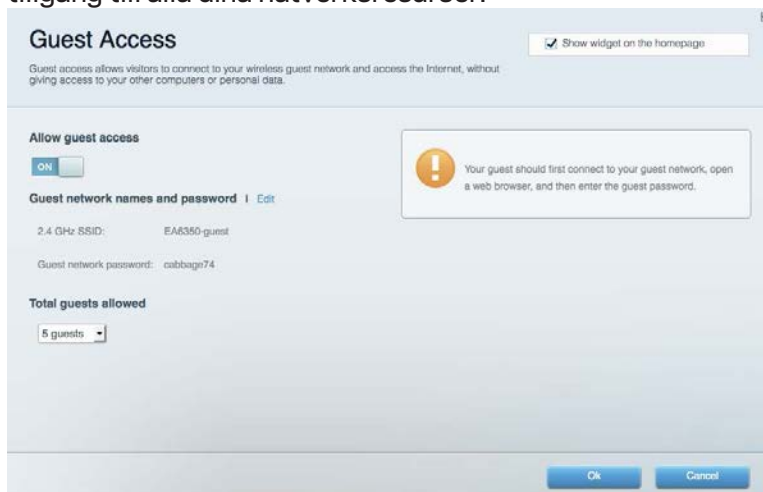 tillgång till alla dina nätverksresurser.
Guest Access
Show widget on the homepage
Guest access allows visitors to connect to your wireless guest network and access the Internet, without
giving access to your other computers or personal data.
Allow guest access
ON
Your guest should first connect to your guest network, open
a web browser, and then enter the guest password.
Guest network names and password | Edit
2.4 GHz SSID: EA6350-guest
Guest network password: cabbage74
Total guests allowed
5 guests
Ok Cancel